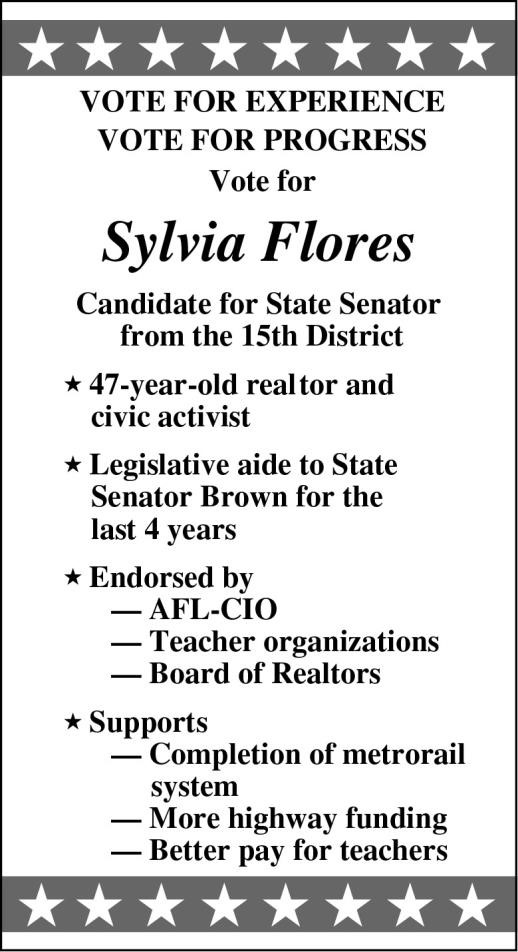 VOTE FOR EXPERIENCE
VOTE FOR PROGRESS
Vote for
Sylvia Flores
Candidate for State Senator
from the 15th District
★ 47-year-old realtor and
civic activist
★ Legislative aide to State
Senator Brown for the
last 4 years
★ Endorsed by
— AFL-CIO
— Teacher organizations
— Board of Realtors
★ Supports
— Completion of metrorail
system
— More highway funding
— Better pay for teachers